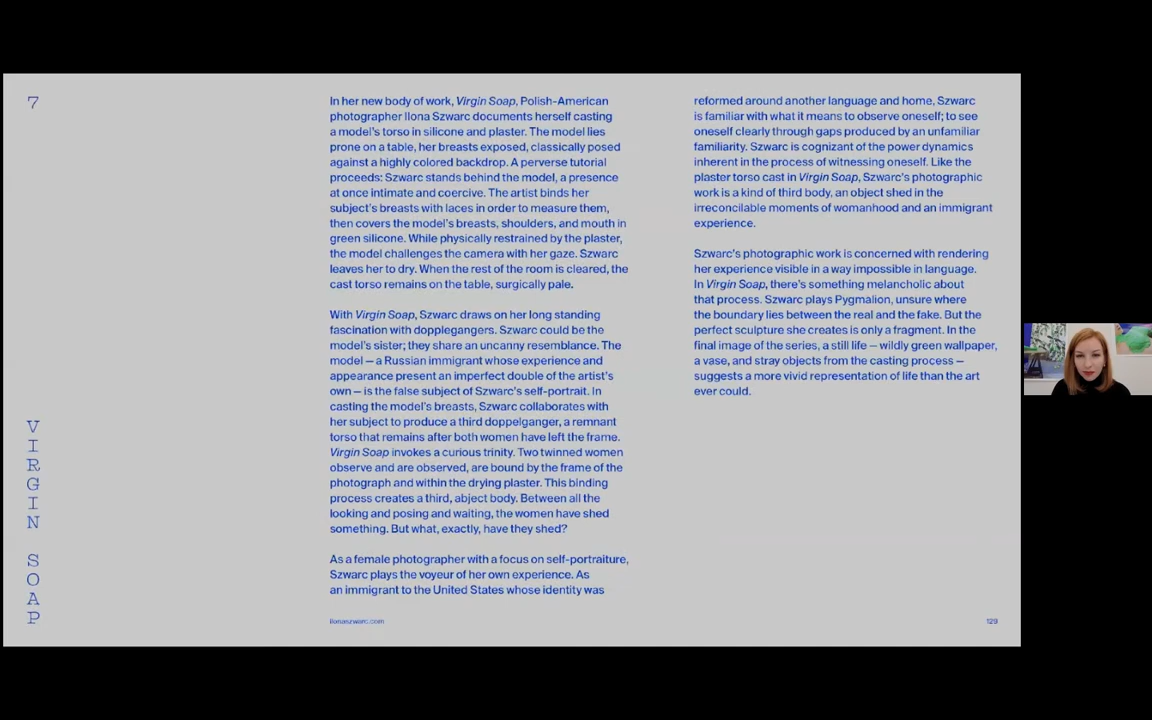 7
VIRGIN SOAP
In her new body of work, Virgin Soap, Polish-American
photographer Ilona Szwarc documents herself casting
a model's torso in silicone and plaster. The model lies
prone on a table, her breasts exposed, classically posed
against a highly colored backdrop. A perverse tutorial
proceeds: Szwarc stands behind the model, a presence
at once intimate and coercive. The artist binds her
subject's breasts with laces in order to measure them,
then covers the model's breasts, shoulders, and mouth in
green silicone. While physically restrained by the plaster,
the model challenges the camera with her gaze. Szwarc
leaves her to dry. When the rest of the room is cleared, the
cast torso remains on the table, surgically pale.
With Virgin Soap, Szwarc draws on her long standing
fascination with dopplegangers. Szwarc could be the
model's sister; they share an uncanny resemblance. The
model — a Russian immigrant whose experience and
appearance present an imperfect double of the artist's
own — is the false subject of Szwarc's self-portrait. In
casting the model's breasts, Szwarc collaborates with
her subject to produce a third doppelganger, a remnant
torso that remains after both women have left the frame.
Virgin Soap invokes a curious trinity. Two twinned women
observe and are observed, are bound by the frame of the
photograph and within the drying plaster. This binding
process creates a third, abject body. Between all the
looking and posing and waiting, the women have shed
something. But what, exactly, have they shed?
As a female photographer with a focus on self-portraiture,
Szwarc plays the voyeur of her own experience. As
an immigrant to the United States whose identity was
reformed around another language and home, Szwarc
is familiar with what it means to observe oneself; to see
oneself clearly through gaps produced by an unfamiliar
familiarity. Szwarc is cognizant of the power dynamics
inherent in the process of witnessing oneself. Like the
plaster torso cast in Virgin Soap, Szwarc's photographic
work is a kind of third body, an object shed in the
irreconcilable moments of womanhood and an immigrant
experience.
Szwarc's photographic work is concerned with rendering
her experience visible in a way impossible in language.
In Virgin Soap, there's something melancholic about
that process. Szwarc plays Pygmalion, unsure where
the boundary lies between the real and the fake. But the
perfect sculpture she creates is only a fragment. In the
final image of the series, a still life — wildly green wallpaper,
a vase, and stray objects from the casting process —
suggests a more vivid representation of life than the art
ever could.
ilonaszwarc.com
129